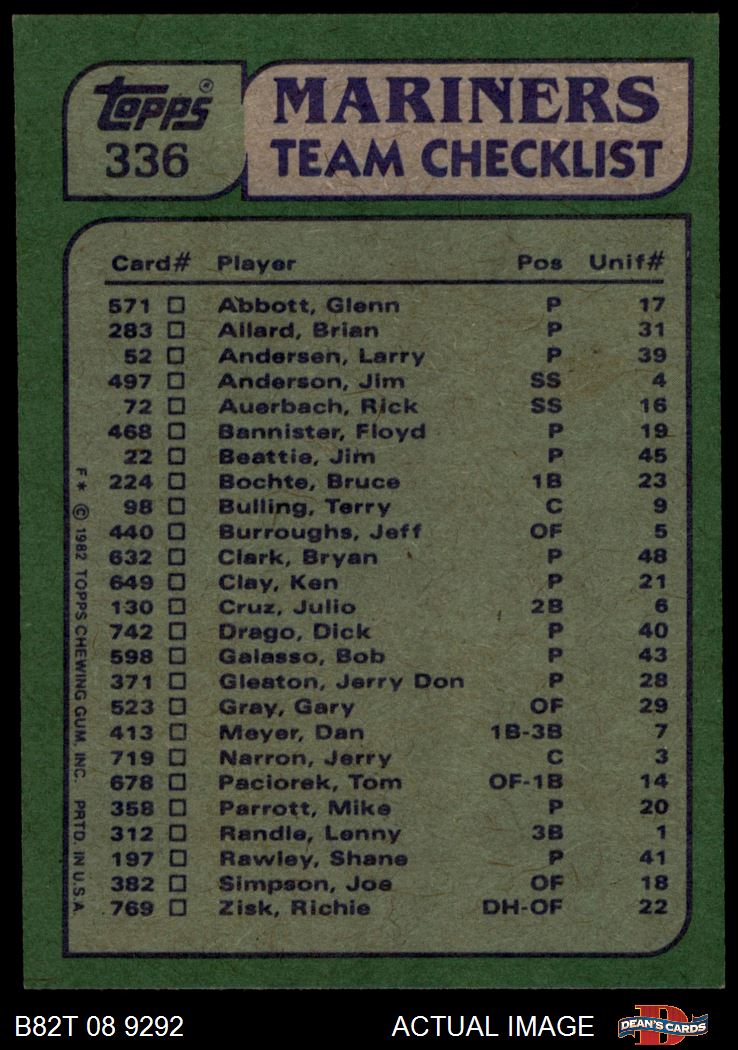 Topps ® MARINERS
336 TEAM CHECKLIST
Card# Player Pos Unif#
571 Abbott, Glenn P 17
283 Allard, Brian P 31
52 Andersen, Larry P 39
497 Anderson, Jim SS 4
72 Auerbach, Rick SS 16
468 Bannister, Floyd P 19
22 Beattie, Jim P 45
224 Bochte, Bruce 1B 23
98 Bulling, Terry C 9
440 Burroughs, Jeff OF 5
632 Clark, Bryan P 48
649 Clay, Ken P 21
130 Cruz, Julio 2B 6
742 Drago, Dick P 40
598 Galasso, Bob P 43
371 Gleaton, Jerry Don P 28
523 Gray, Gary OF 29
413 Meyer, Dan 1B-3B 7
719 Narron, Jerry C 3
678 Paciorek, Tom OF-1B 14
358 Parrott, Mike P 20
312 Randle, Lenny 3B 1
197 Rawley, Shane P 41
382 Simpson, Joe OF 18
769 Zisk, Richie DH-OF 22
F* © 1982 TOPPS CHEWING GUM, INC. PRTD. IN U.S.A.
B82T 08 9292 ACTUAL IMAGE D DEAN'S CARDS